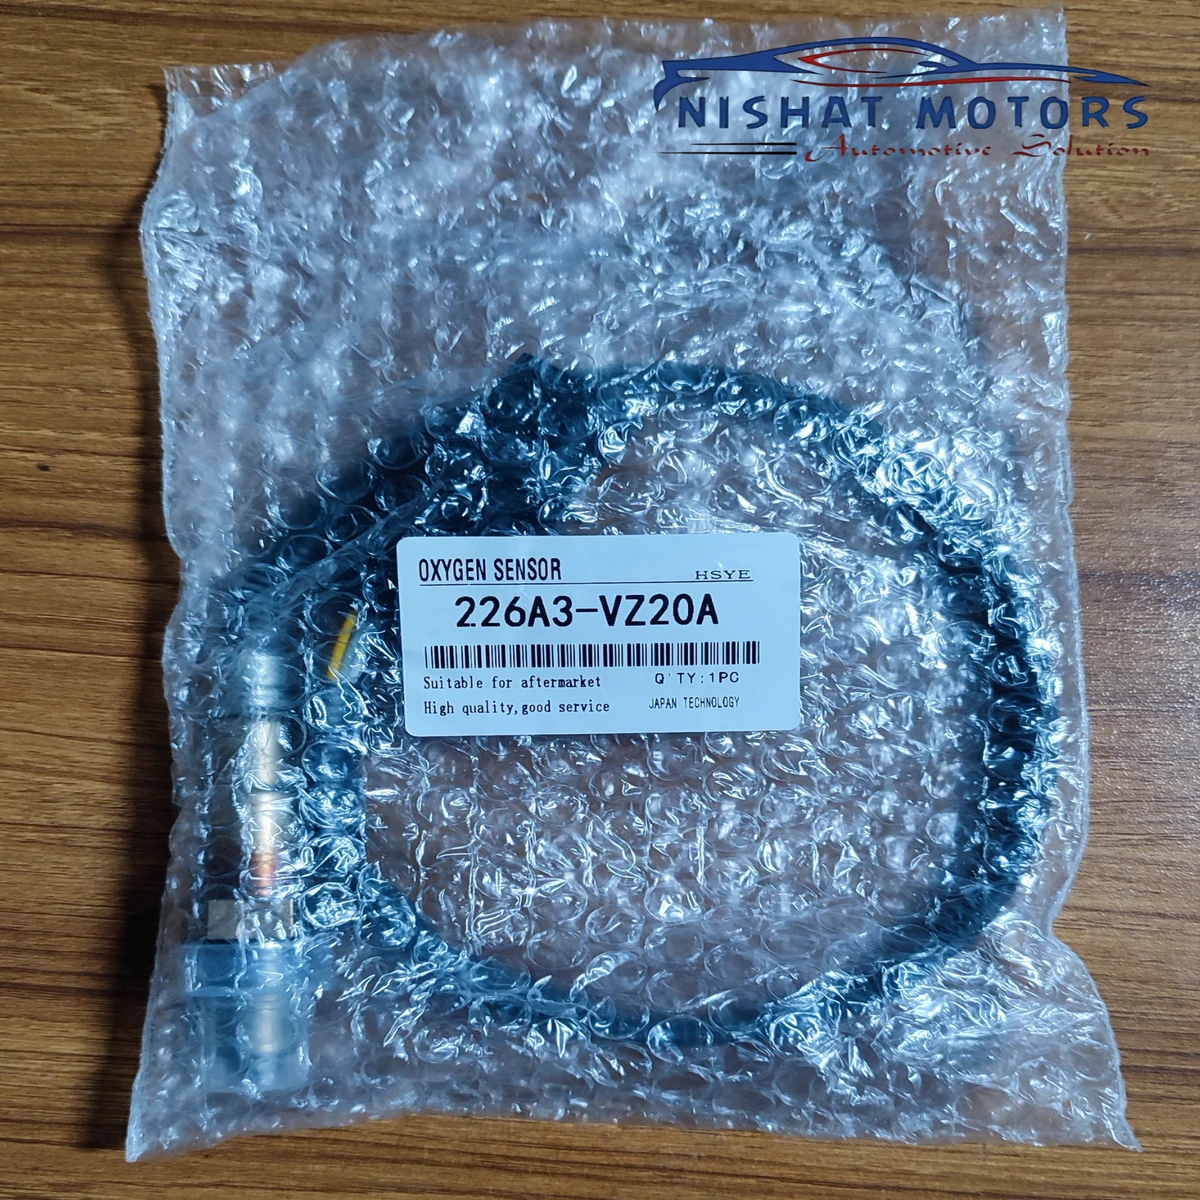 NISHAT MOTORS
Automotive Solution
OXYGEN SENSOR
HSYE
226A3-VZ20A
Suitable for aftermarket
Q'TY:1PC
High quality,good service
JAPAN TECHNOLOGY